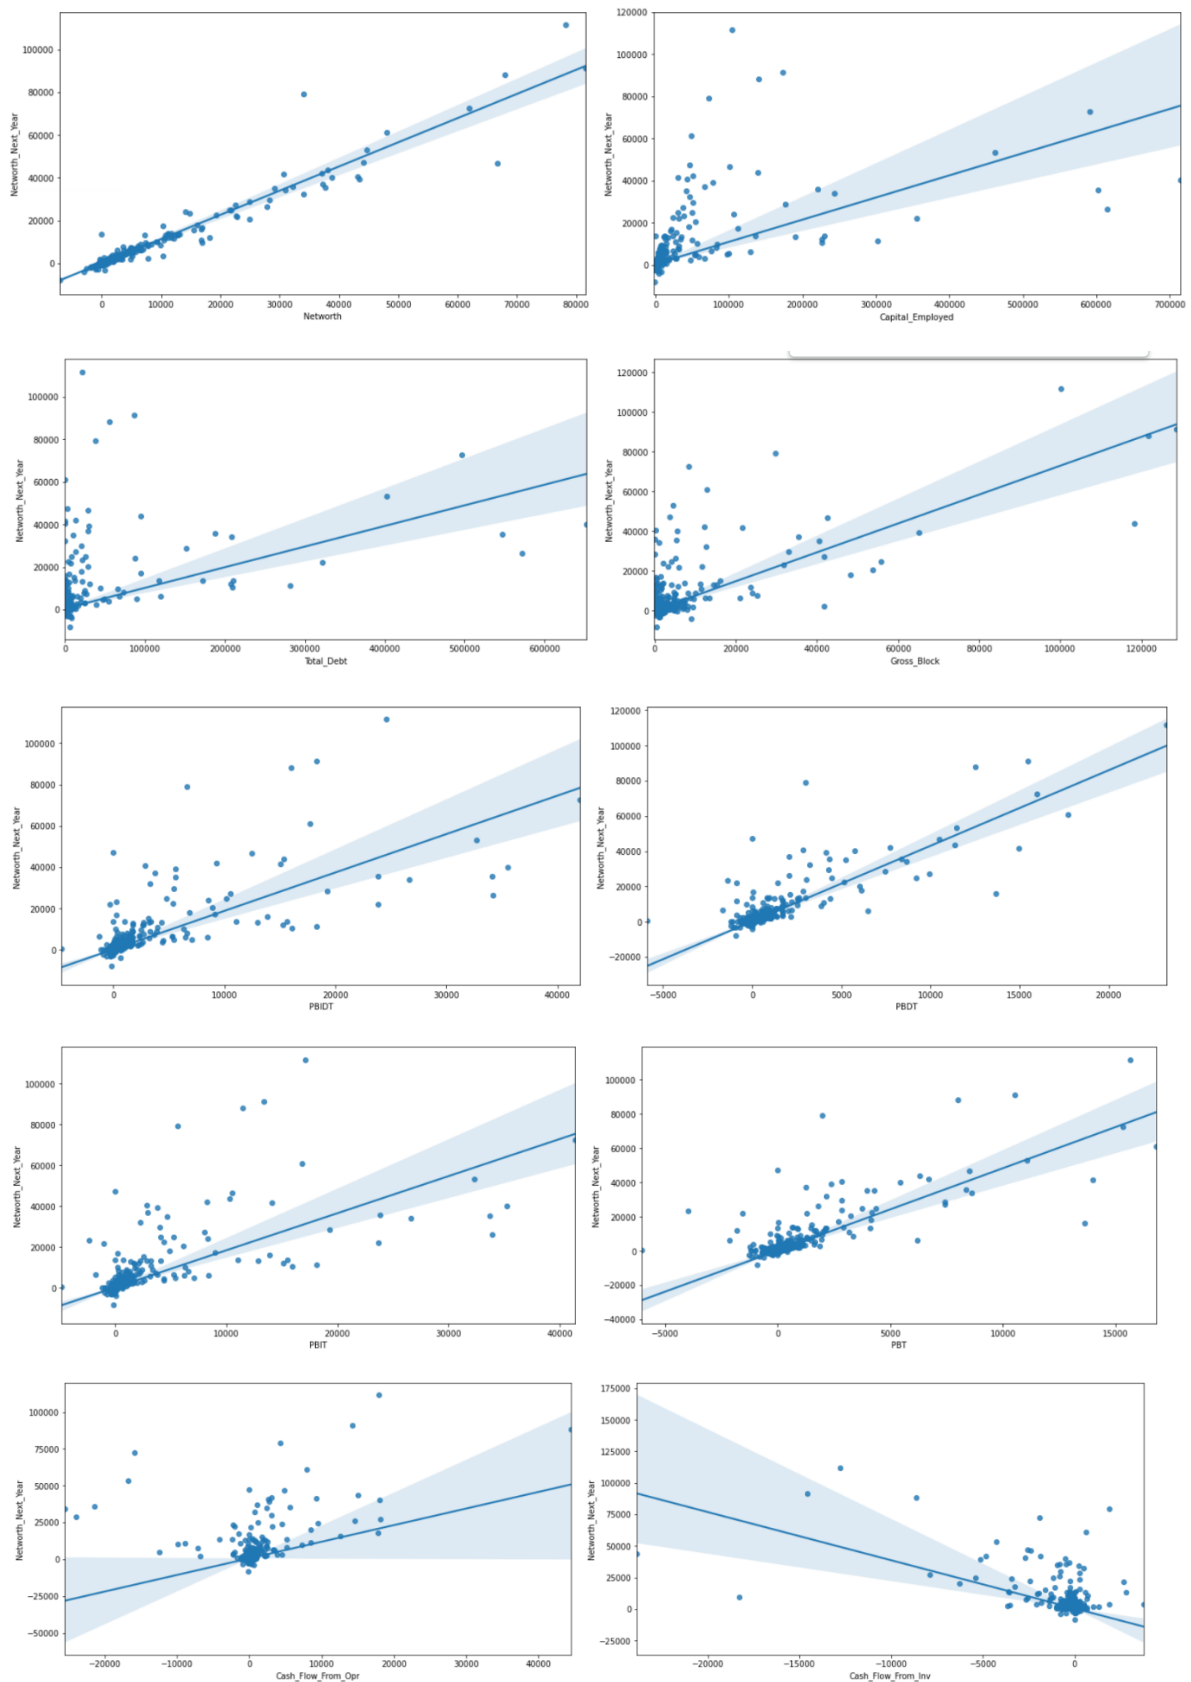 100000
80000
60000
40000
20000
0
Networth_Next_Year
0 10000 20000 30000 40000 50000 60000 70000 80000
Networth
120000
100000
80000
60000
40000
20000
0
Networth_Next_Year
0 100000 200000 300000 400000 500000 600000 700000
Capital_Employed
100000
80000
60000
40000
20000
0
Networth_Next_Year
0 100000 200000 300000 400000 500000 600000
Total_Debt
120000
100000
80000
60000
40000
20000
0
Networth_Next_Year
0 20000 40000 60000 80000 100000 120000
Gross_Block
100000
80000
60000
40000
20000
0
Networth_Next_Year
0 10000 20000 30000 40000
PBIDT
120000
100000
80000
60000
40000
20000
0
−20000
Networth_Next_Year
−5000 0 5000 10000 15000 20000
PBDT
100000
80000
60000
40000
20000
0
Networth_Next_Year
0 10000 20000 30000 40000
PBIT
100000
80000
60000
40000
20000
0
−20000
−40000
Networth_Next_Year
−5000 0 5000 10000 15000
PBT
100000
75000
50000
25000
0
−25000
−50000
Networth_Next_Year
−20000 −10000 0 10000 20000 30000 40000
Cash_Flow_From_Opr
175000
150000
125000
100000
75000
50000
25000
0
−25000
Networth_Next_Year
−20000 −15000 −10000 −5000 0
Cash_Flow_From_Inv